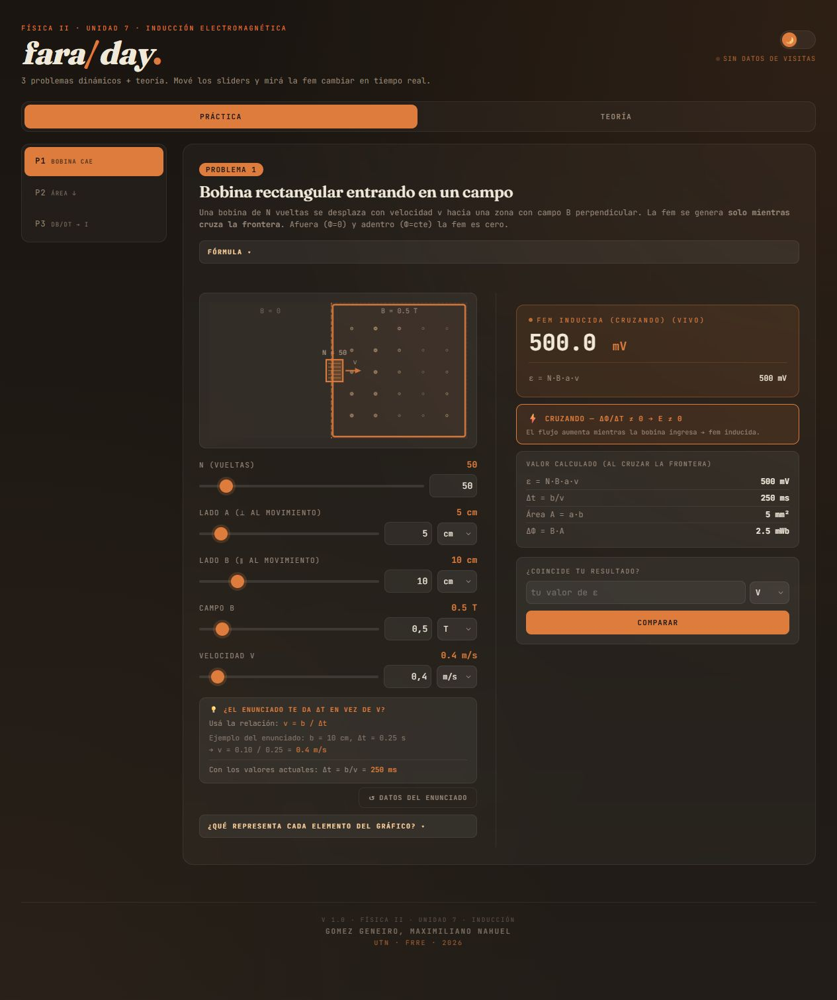 FÍSICA II · UNIDAD 7 · INDUCCIÓN ELECTROMAGNÉTICA
fara/day.
3 problemas dinámicos + teoría. Mové los sliders y mirá la fem cambiar en tiempo real.
SIN DATOS DE VISITAS
PRÁCTICA
TEORÍA
P1 BOBINA CAE
P2 ÁREA ↓
P3 DB/DT → I
PROBLEMA 1
Bobina rectangular entrando en un campo
Una bobina de N vueltas se desplaza con velocidad v hacia una zona con campo B perpendicular. La fem se genera solo mientras
cruza la frontera. Afuera (Φ=0) y adentro (Φ=cte) la fem es cero.
FÓRMULA ▾
B = 0
B = 0.5 T
N = 50
v
N (VUELTAS) 50
50
LADO A (⊥ AL MOVIMIENTO) 5 cm
5 cm
LADO B (∥ AL MOVIMIENTO) 10 cm
10 cm
CAMPO B 0.5 T
0,5 T
VELOCIDAD V 0.4 m/s
0,4 m/s
💡 ¿EL ENUNCIADO TE DA ΔT EN VEZ DE V?
Usá la relación: v = b / Δt
Ejemplo del enunciado: b = 10 cm, Δt = 0.25 s
→ v = 0.10 / 0.25 = 0.4 m/s
Con los valores actuales: Δt = b/v = 250 ms
↺ DATOS DEL ENUNCIADO
¿QUÉ REPRESENTA CADA ELEMENTO DEL GRÁFICO? ▾
FEM INDUCIDA (CRUZANDO) (VIVO)
500.0 mV
ε = N·B·a·v 500 mV
⚡ CRUZANDO — ΔΦ/ΔT ≠ 0 → Ε ≠ 0
El flujo aumenta mientras la bobina ingresa → fem inducida.
VALOR CALCULADO (AL CRUZAR LA FRONTERA)
ε = N·B·a·v 500 mV
Δt = b/v 250 ms
Área A = a·b 5 mm²
ΔΦ = B·A 2.5 mWb
¿COINCIDE TU RESULTADO?
tu valor de ε V
COMPARAR
V 1.0 · FÍSICA II · UNIDAD 7 · INDUCCIÓN
GOMEZ GENEIRO, MAXIMILIANO NAHUEL
UTN · FRRE · 2026